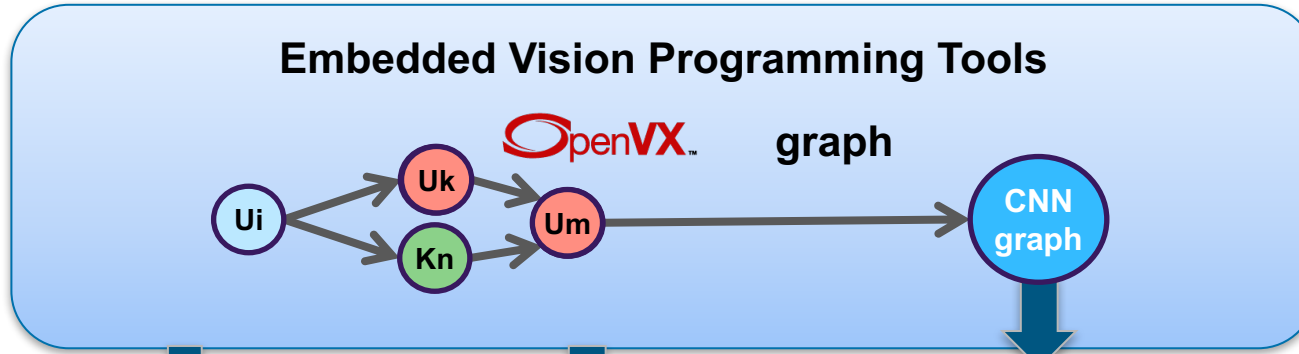 Embedded Vision Programming Tools
OpenVX™ graph
Uk
Ui
Um
Kn
CNN
graph